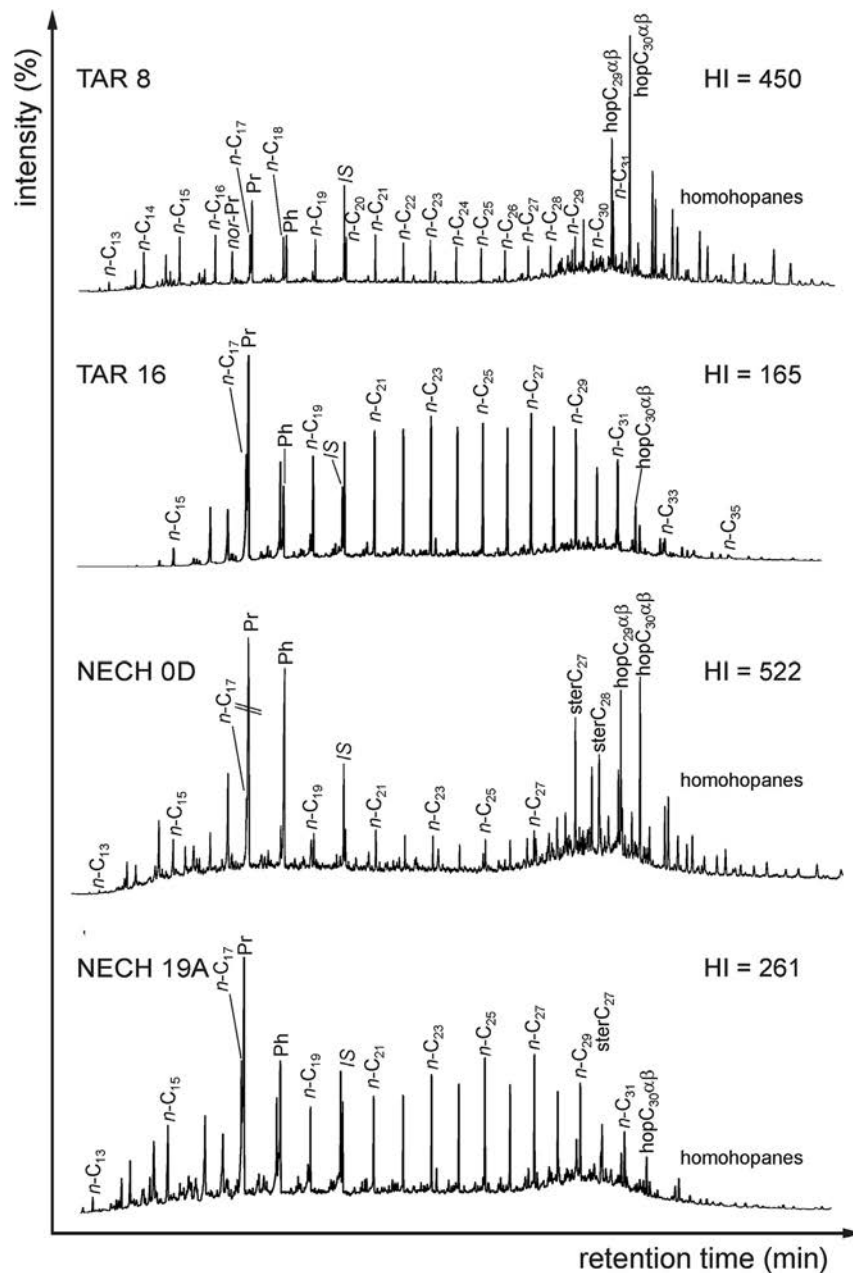 intensity (%)
TAR 8
HI = 450
n-C₁₃
n-C₁₄
n-C₁₅
n-C₁₆
nor-Pr
n-C₁₇
Pr
n-C₁₈
Ph
n-C₁₉
IS
n-C₂₀
n-C₂₁
n-C₂₂
n-C₂₃
n-C₂₄
n-C₂₅
n-C₂₆
n-C₂₇
n-C₂₈
n-C₂₉
n-C₃₀
hopC₂₉αβ
n-C₃₁
hopC₃₀αβ
homohopanes
TAR 16
HI = 165
n-C₁₅
n-C₁₇
Pr
Ph
n-C₁₉
IS
n-C₂₁
n-C₂₃
n-C₂₅
n-C₂₇
n-C₂₉
n-C₃₁
hopC₃₀αβ
n-C₃₃
n-C₃₅
NECH 0D
HI = 522
n-C₁₃
n-C₁₅
n-C₁₇
Pr
Ph
n-C₁₉
IS
n-C₂₁
n-C₂₃
n-C₂₅
n-C₂₇
sterC₂₇
sterC₂₈
hopC₂₉αβ
hopC₃₀αβ
homohopanes
NECH 19A
HI = 261
n-C₁₃
n-C₁₅
n-C₁₇
Pr
Ph
n-C₁₉
IS
n-C₂₁
n-C₂₃
n-C₂₅
n-C₂₇
n-C₂₉
sterC₂₇
n-C₃₁
hopC₃₀αβ
homohopanes
retention time (min)